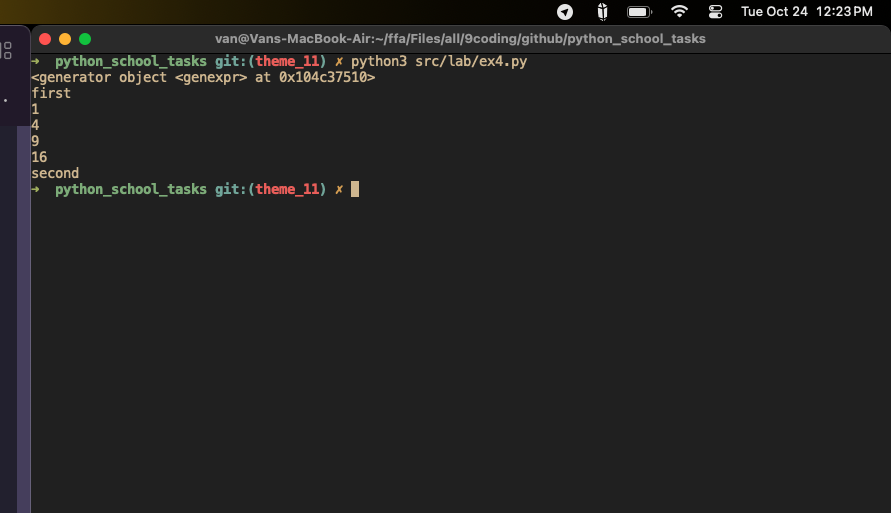 Tue Oct 24 12:23 PM
van@Vans-MacBook-Air:~/ffa/Files/all/9coding/github/python_school_tasks
→ python_school_tasks git:(theme_11) ✗ python3 src/lab/ex4.py
<generator object <genexpr> at 0x104c37510>
first
1
4
9
16
second
→ python_school_tasks git:(theme_11) ✗